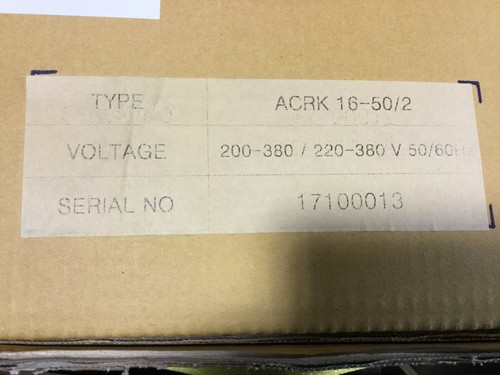 TYPE ACRK 16-50/2
VOLTAGE 200-380 / 220-380 V 50/60Hz
SERIAL NO 17100013